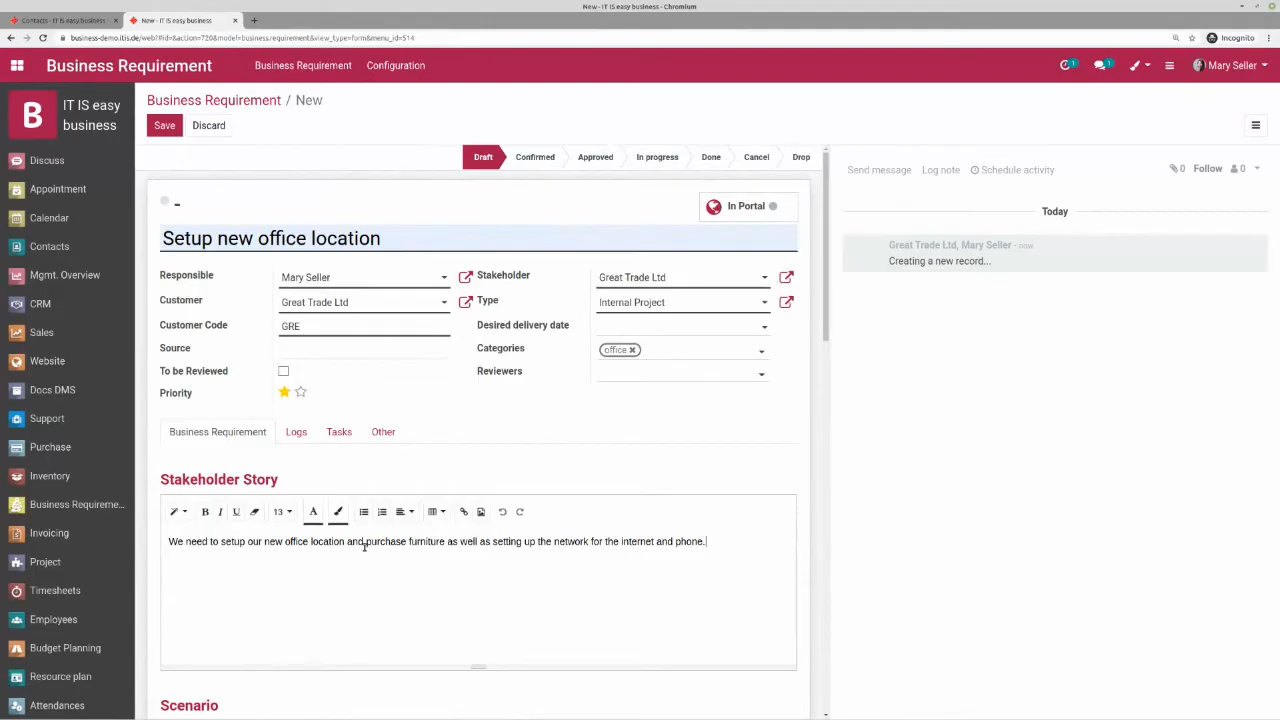 New - IT IS easy business - Chromium
Contacts - IT IS easy business
New - IT IS easy business
business-demo.itis.de/web?#id=&action=720&model=business.requirement&view_type=form&menu_id=514
Incognito
Business Requirement
Business Requirement Configuration
1 1 Mary Seller
B
IT IS easy
business
Discuss
Appointment
Calendar
Contacts
Mgmt. Overview
CRM
Sales
Website
Docs DMS
Support
Purchase
Inventory
Business Requireme...
Invoicing
Project
Timesheets
Employees
Budget Planning
Resource plan
Attendances
Business Requirement / New
Save Discard
Draft Confirmed Approved In progress Done Cancel Drop
-
In Portal
Setup new office location
Responsible Mary Seller
Stakeholder Great Trade Ltd
Customer Great Trade Ltd
Type Internal Project
Customer Code GRE
Desired delivery date
Source
Categories office
To be Reviewed
Reviewers
Priority
Business Requirement Logs Tasks Other
Stakeholder Story
B I U 13 A
We need to setup our new office location and purchase furniture as well as setting up the network for the internet and phone.
Scenario
Send message Log note Schedule activity 0 Follow 0
Today
Great Trade Ltd, Mary Seller - now
Creating a new record...